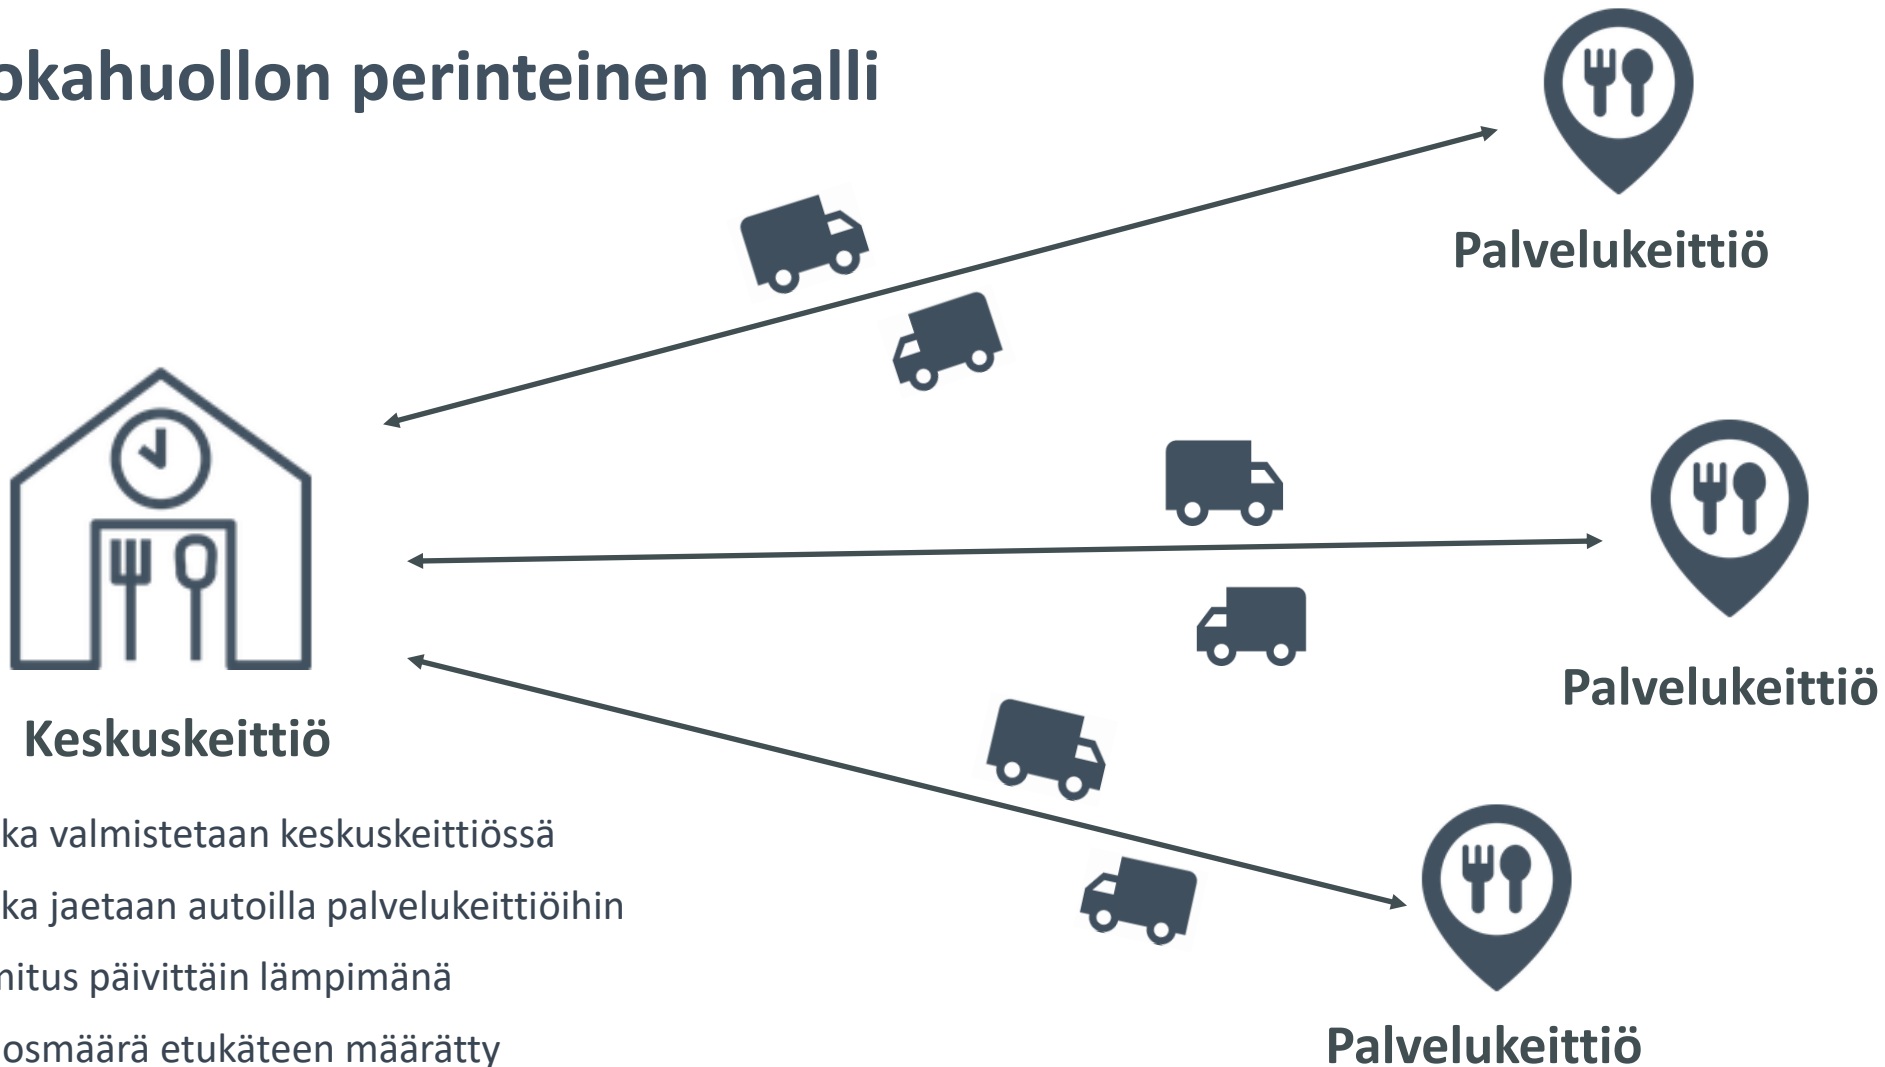 okahuollon perinteinen malli
Palvelukeittiö
Palvelukeittiö
Keskuskeittiö
ka valmistetaan keskuskeittiössä
ka jaetaan autoilla palvelukeittiöihin
mitus päivittäin lämpimänä
osmäärä etukäteen määrätty
Palvelukeittiö